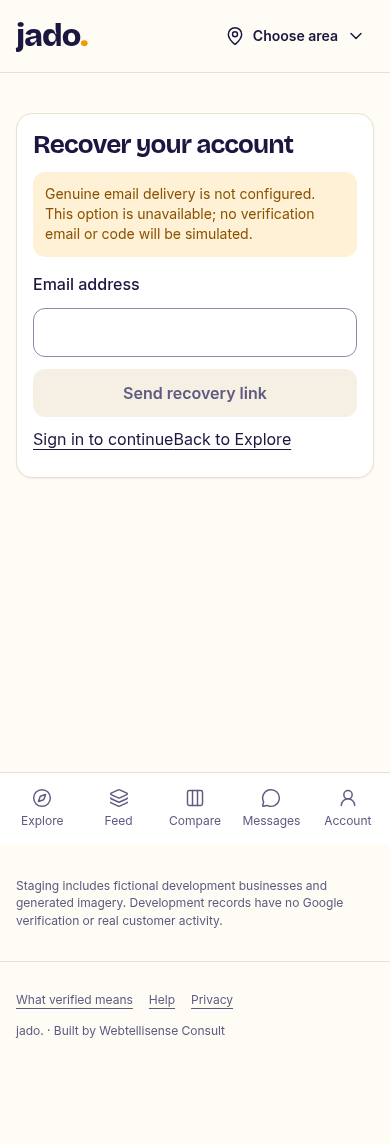 jado.
Choose area
Recover your account
Genuine email delivery is not configured.
This option is unavailable; no verification
email or code will be simulated.
Email address
Send recovery link
Sign in to continueBack to Explore
Explore Feed Compare Messages Account
Staging includes fictional development businesses and
generated imagery. Development records have no Google
verification or real customer activity.
What verified means Help Privacy
jado. · Built by Webtellisense Consult